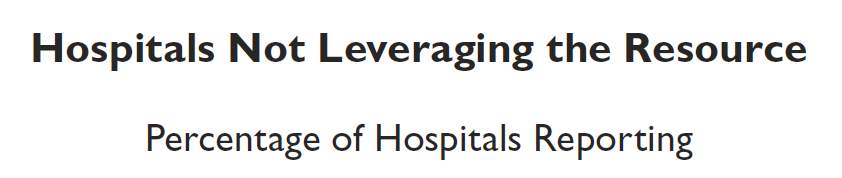 Hospitals Not Leveraging the Resource
Percentage of Hospitals Reporting